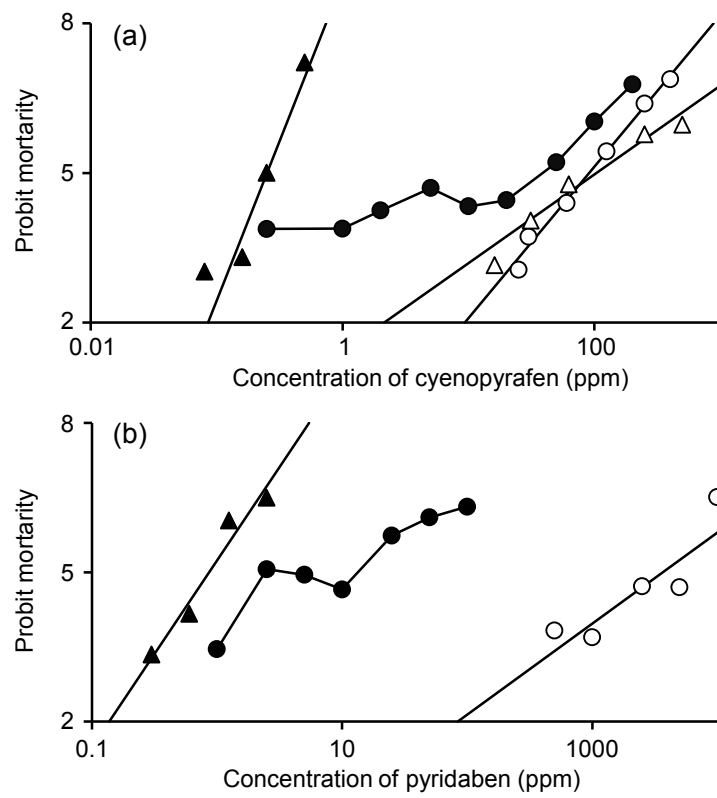 (a)
8
5
2
Probit mortarity
0.01
1
100
Concentration of cyenopyrafen (ppm)
(b)
8
5
2
Probit mortarity
0.1
10
1000
Concentration of pyridaben (ppm)